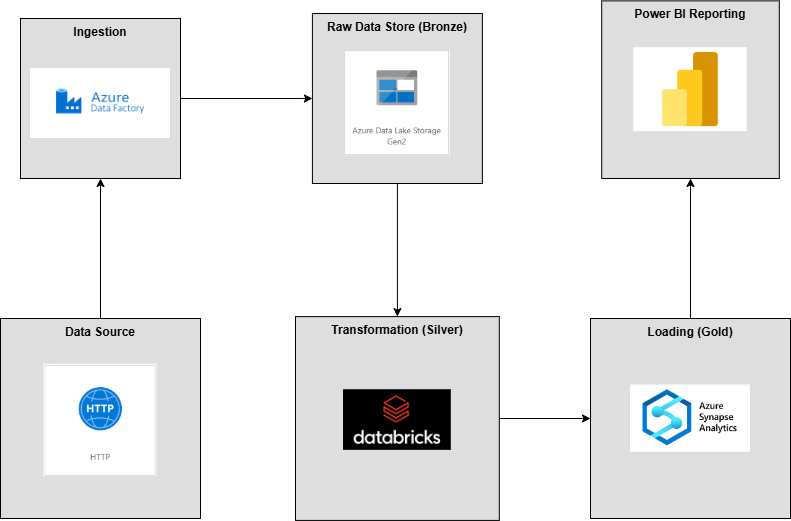 Ingestion
Azure
Data Factory
Raw Data Store (Bronze)
Azure Data Lake Storage
Gen2
Power BI Reporting
Data Source
HTTP
HTTP
Transformation (Silver)
databricks
Loading (Gold)
Azure
Synapse
Analytics